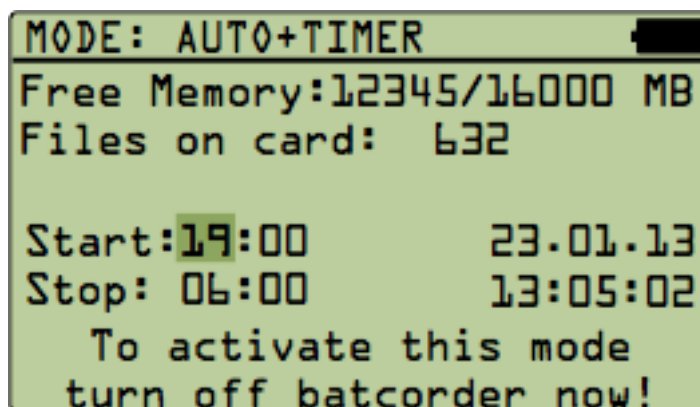 MODE: AUTO+TIMER
Free Memory:12345/16000 MB
Files on card: 632
Start:19:00 23.01.13
Stop: 06:00 13:05:02
To activate this mode
turn off batcorder now!